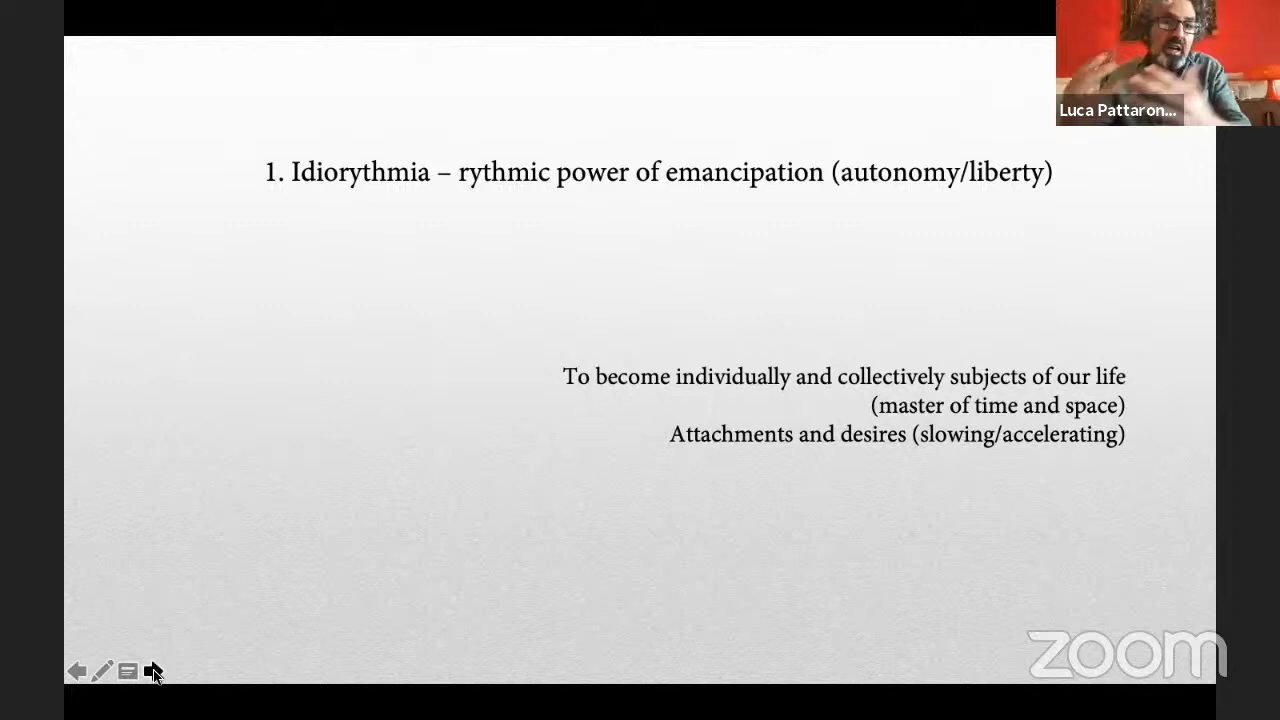 Luca Pattaron...
1. Idiorythmia – rythmic power of emancipation (autonomy/liberty)
To become individually and collectively subjects of our life
(master of time and space)
Attachments and desires (slowing/accelerating)
zoom